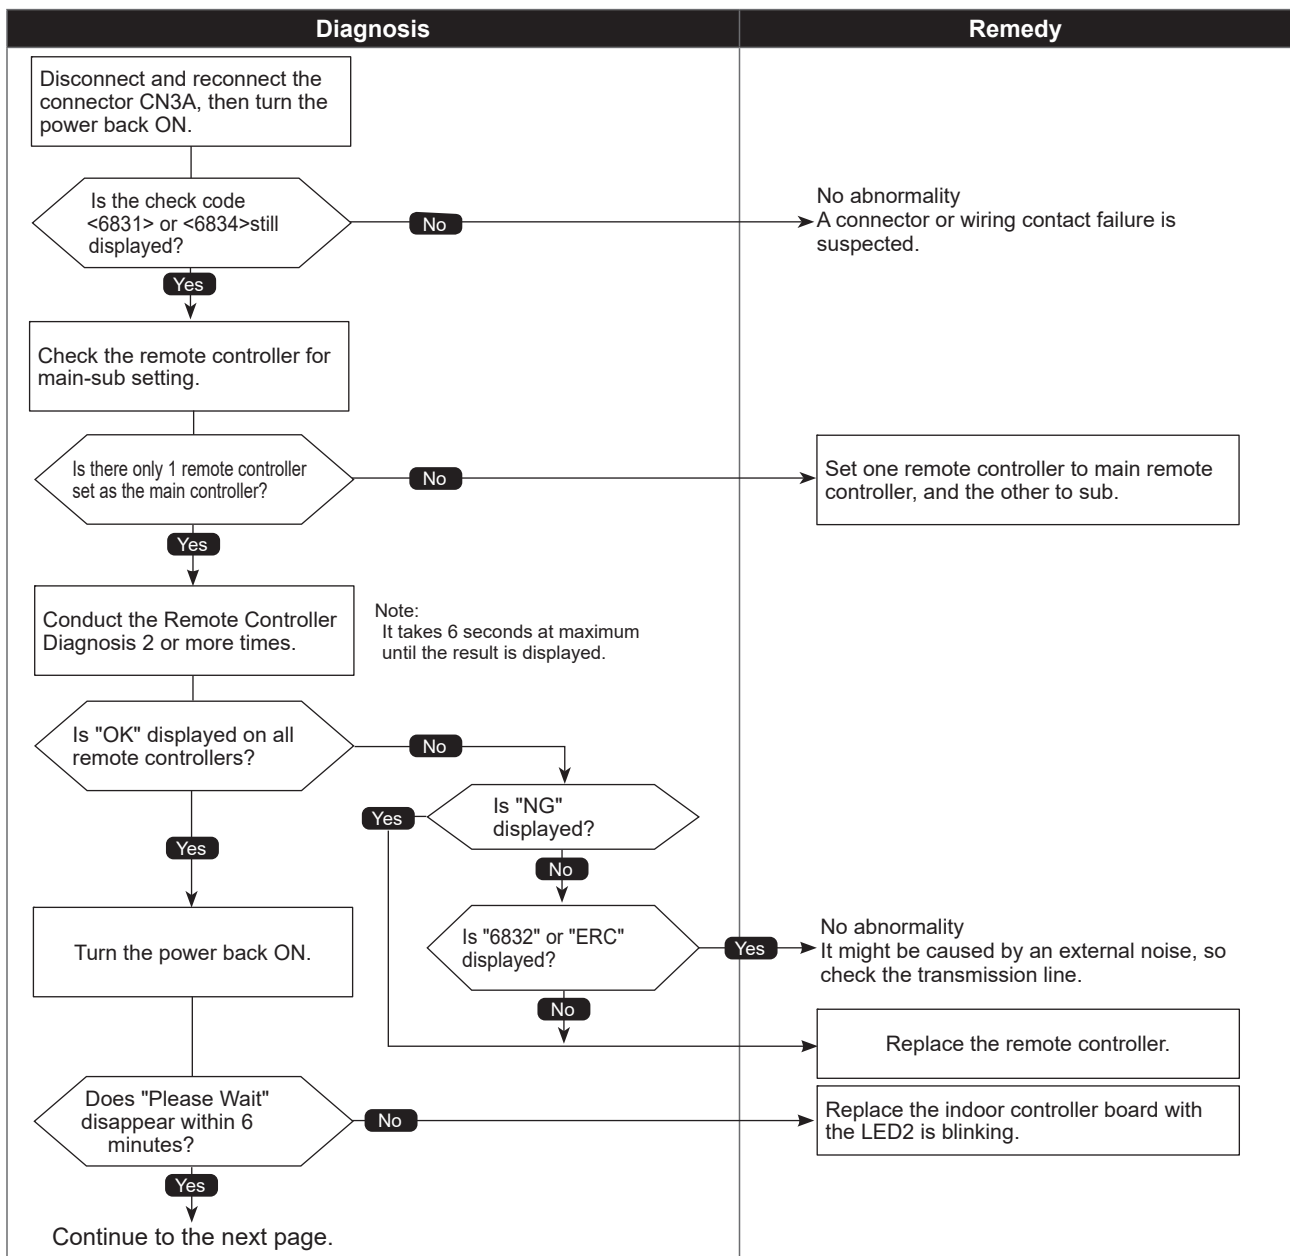 Diagnosis
Remedy
Disconnect and reconnect the
connector CN3A, then turn the
power back ON.
Is the check code
<6831> or <6834>still
displayed?
No
No abnormality
A connector or wiring contact failure is
suspected.
Yes
Check the remote controller for
main-sub setting.
Is there only 1 remote controller
set as the main controller?
No
Set one remote controller to main remote
controller, and the other to sub.
Yes
Conduct the Remote Controller
Diagnosis 2 or more times.
Note:
It takes 6 seconds at maximum
until the result is displayed.
Is "OK" displayed on all
remote controllers?
No
Is "NG"
displayed?
Yes
Yes
No
Turn the power back ON.
Is "6832" or "ERC"
displayed?
Yes
No abnormality
It might be caused by an external noise, so
check the transmission line.
No
Replace the remote controller.
Does "Please Wait"
disappear within 6
minutes?
No
Replace the indoor controller board with
the LED2 is blinking.
Yes
Continue to the next page.